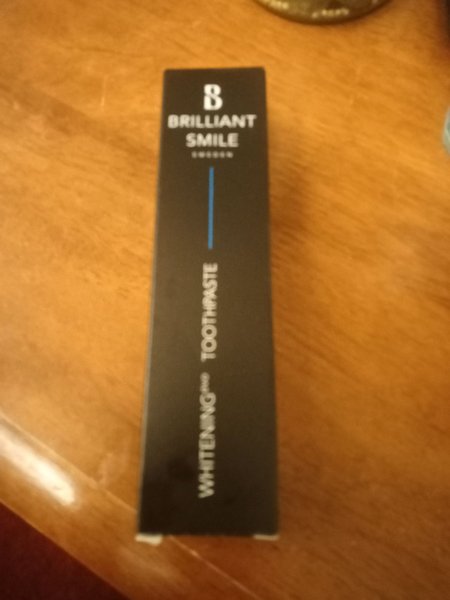 B
BRILLIANT
SMILE
SWEDEN
WHITENING TOOTHPASTE